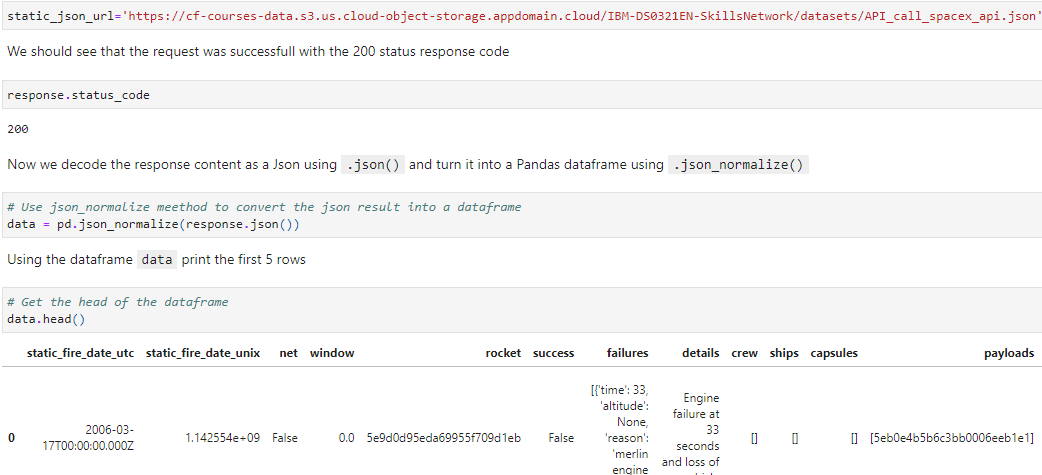 static_json_url='https://cf-courses-data.s3.us.cloud-object-storage.appdomain.cloud/IBM-DS0321EN-SkillsNetwork/datasets/API_call_spacex_api.json'
We should see that the request was successfull with the 200 status response code
response.status_code
200
Now we decode the response content as a Json using .json() and turn it into a Pandas dataframe using .json_normalize()
# Use json_normalize meethod to convert the json result into a dataframe
data = pd.json_normalize(response.json())
Using the dataframe data print the first 5 rows
# Get the head of the dataframe
data.head()
static_fire_date_utc static_fire_date_unix net window rocket success failures details crew ships capsules payloads
[{'time': 33,
'altitude':
None,
'reason':
'merlin
engine
Engine
failure at
33
seconds
and loss of
0 2006-03-
17T00:00:00.000Z 1.142554e+09 False 0.0 5e9d0d95eda69955f709d1eb False [] [] [] [5eb0e4b5b6c3bb0006eeb1e1]